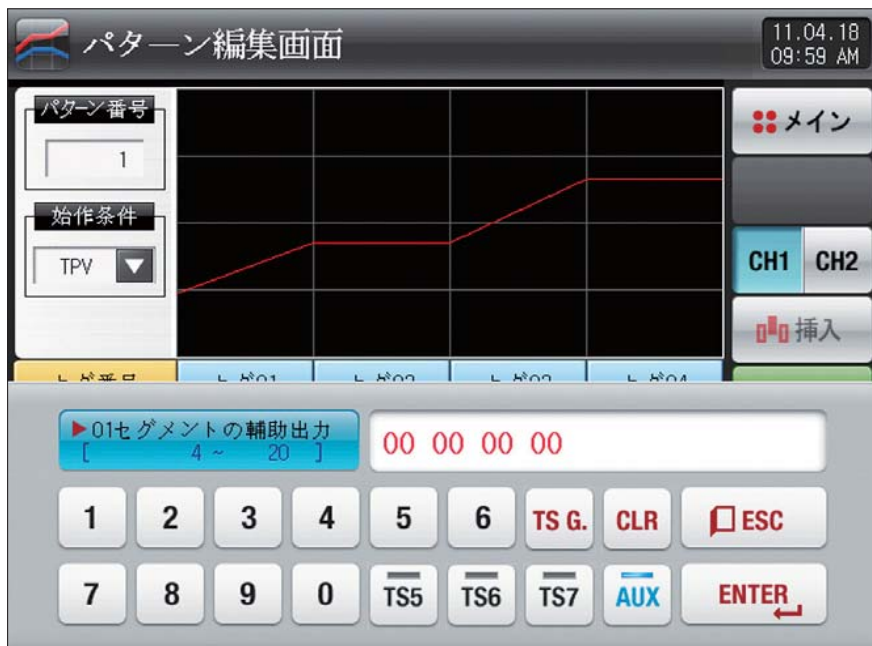 パターン編集画面
11.04.18
09:59 AM
パターン番号
1
始作条件
TPV
メイン
CH1 CH2
挿入
▶01セグメントの輔助出力
[ 4 ~ 20 ]
00 00 00 00
1 2 3 4 5 6 TS G. CLR ESC
7 8 9 0 TS5 TS6 TS7 AUX ENTER